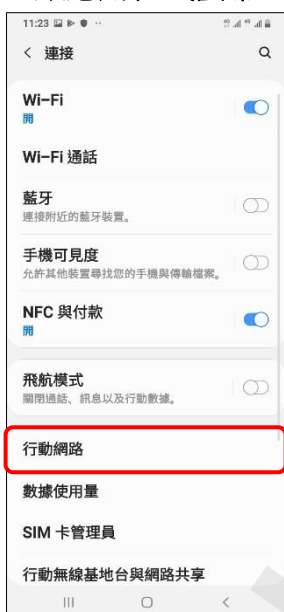 11:23
連接
Wi-Fi
開
Wi-Fi 通話
藍牙
連接附近的藍牙裝置。
手機可見度
允許其他裝置尋找您的手機與傳輸檔案。
NFC 與付款
開
飛航模式
關閉通話、訊息以及行動數據。
行動網路
數據使用量
SIM 卡管理員
行動無線基地台與網路共享